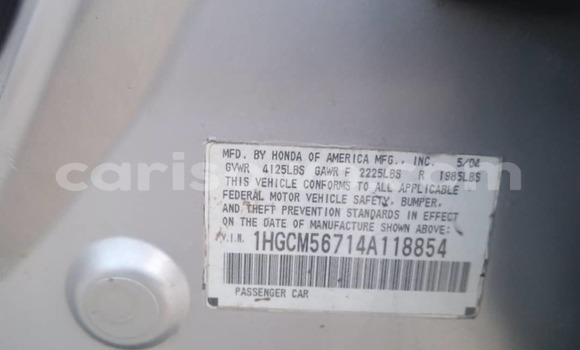 MFD. BY HONDA OF AMERICA MFG., INC. 5/04
GVWR 4125LBS GAWR F 2225LBS R 1985LBS
THIS VEHICLE CONFORMS TO ALL APPLICABLE
FEDERAL MOTOR VEHICLE SAFETY, BUMPER,
AND THEFT PREVENTION STANDARDS IN EFFECT
ON THE DATE OF MANUFACTURE SHOWN ABOVE:
V.I.N. 1HGCM56714A118854
PASSENGER CAR